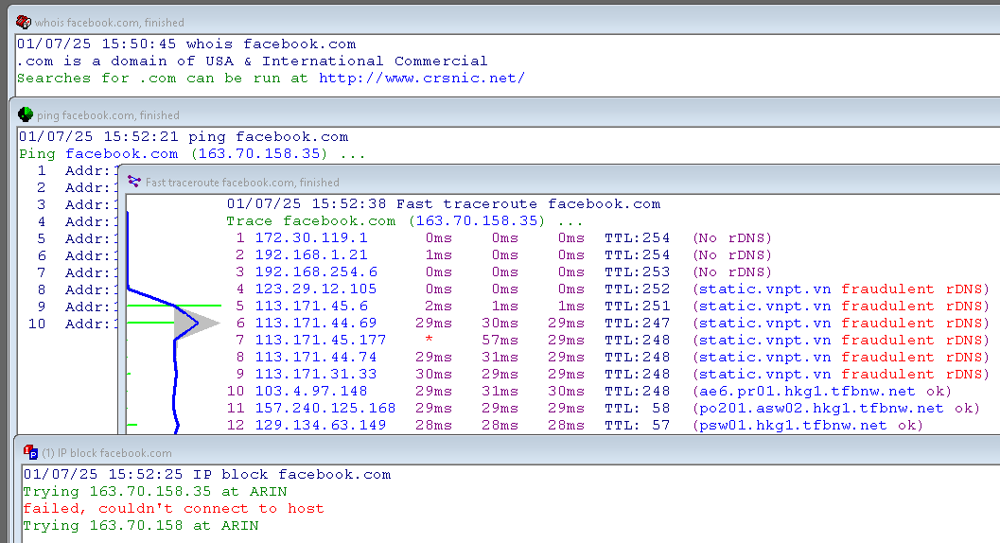 whois facebook.com, finished
01/07/25 15:50:45 whois facebook.com
.com is a domain of USA & International Commercial
Searches for .com can be run at http://www.crsnic.net/
ping facebook.com, finished
01/07/25 15:52:21 ping facebook.com
Ping facebook.com (163.70.158.35) ...
1 Addr:1
2 Addr:1
3 Addr:1
4 Addr:1
5 Addr:1
6 Addr:1
7 Addr:1
8 Addr:1
9 Addr:1
10 Addr:1
Fast traceroute facebook.com, finished
01/07/25 15:52:38 Fast traceroute facebook.com
Trace facebook.com (163.70.158.35) ...
1 172.30.119.1 0ms 0ms 0ms TTL:254 (No rDNS)
2 192.168.1.21 1ms 0ms 0ms TTL:254 (No rDNS)
3 192.168.254.6 0ms 0ms 0ms TTL:253 (No rDNS)
4 123.29.12.105 0ms 0ms 0ms TTL:252 (static.vnpt.vn fraudulent rDNS)
5 113.171.45.6 2ms 1ms 1ms TTL:251 (static.vnpt.vn fraudulent rDNS)
6 113.171.44.69 29ms 30ms 29ms TTL:247 (static.vnpt.vn fraudulent rDNS)
7 113.171.45.177 * 57ms 29ms TTL:248 (static.vnpt.vn fraudulent rDNS)
8 113.171.44.74 29ms 31ms 29ms TTL:248 (static.vnpt.vn fraudulent rDNS)
9 113.171.31.33 30ms 29ms 29ms TTL:248 (static.vnpt.vn fraudulent rDNS)
10 103.4.97.148 29ms 31ms 30ms TTL:248 (ae6.pr01.hkg1.tfbnw.net ok)
11 157.240.125.168 29ms 29ms 29ms TTL: 58 (po201.asw02.hkg1.tfbnw.net ok)
12 129.134.63.149 28ms 28ms 28ms TTL: 57 (psw01.hkg1.tfbnw.net ok)
(1) IP block facebook.com
01/07/25 15:52:25 IP block facebook.com
Trying 163.70.158.35 at ARIN
failed, couldn't connect to host
Trying 163.70.158 at ARIN